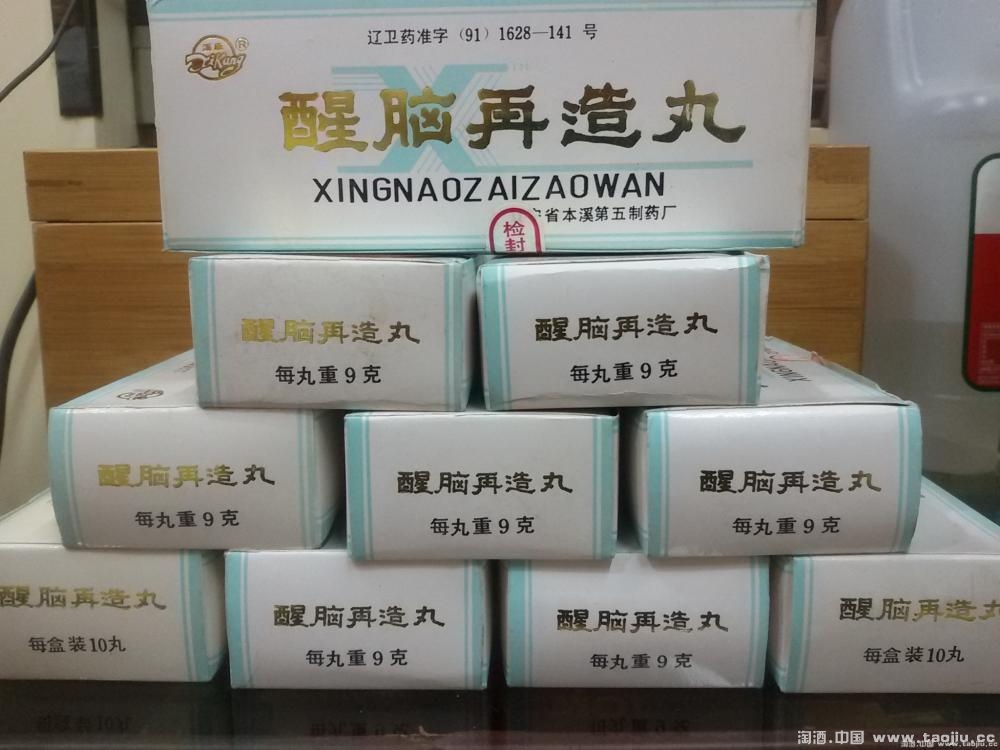 溪康®
辽卫药准字（91）1628—141 号
醒脑再造丸
XINGNAOZAIZAOWAN
省本溪第五制药厂
检
封
醒脑再造丸
每丸重9克
醒脑再造丸
每丸重9克
醒脑再造丸
每丸重9克
醒脑再造丸
每丸重9克
醒脑再造丸
每丸重9克
醒脑再造丸
每盒装10丸
醒脑再造丸
每丸重9克
醒脑再造丸
每丸重9克
醒脑再造
每盒装10丸
淘酒.中国 www.taojiu.cc